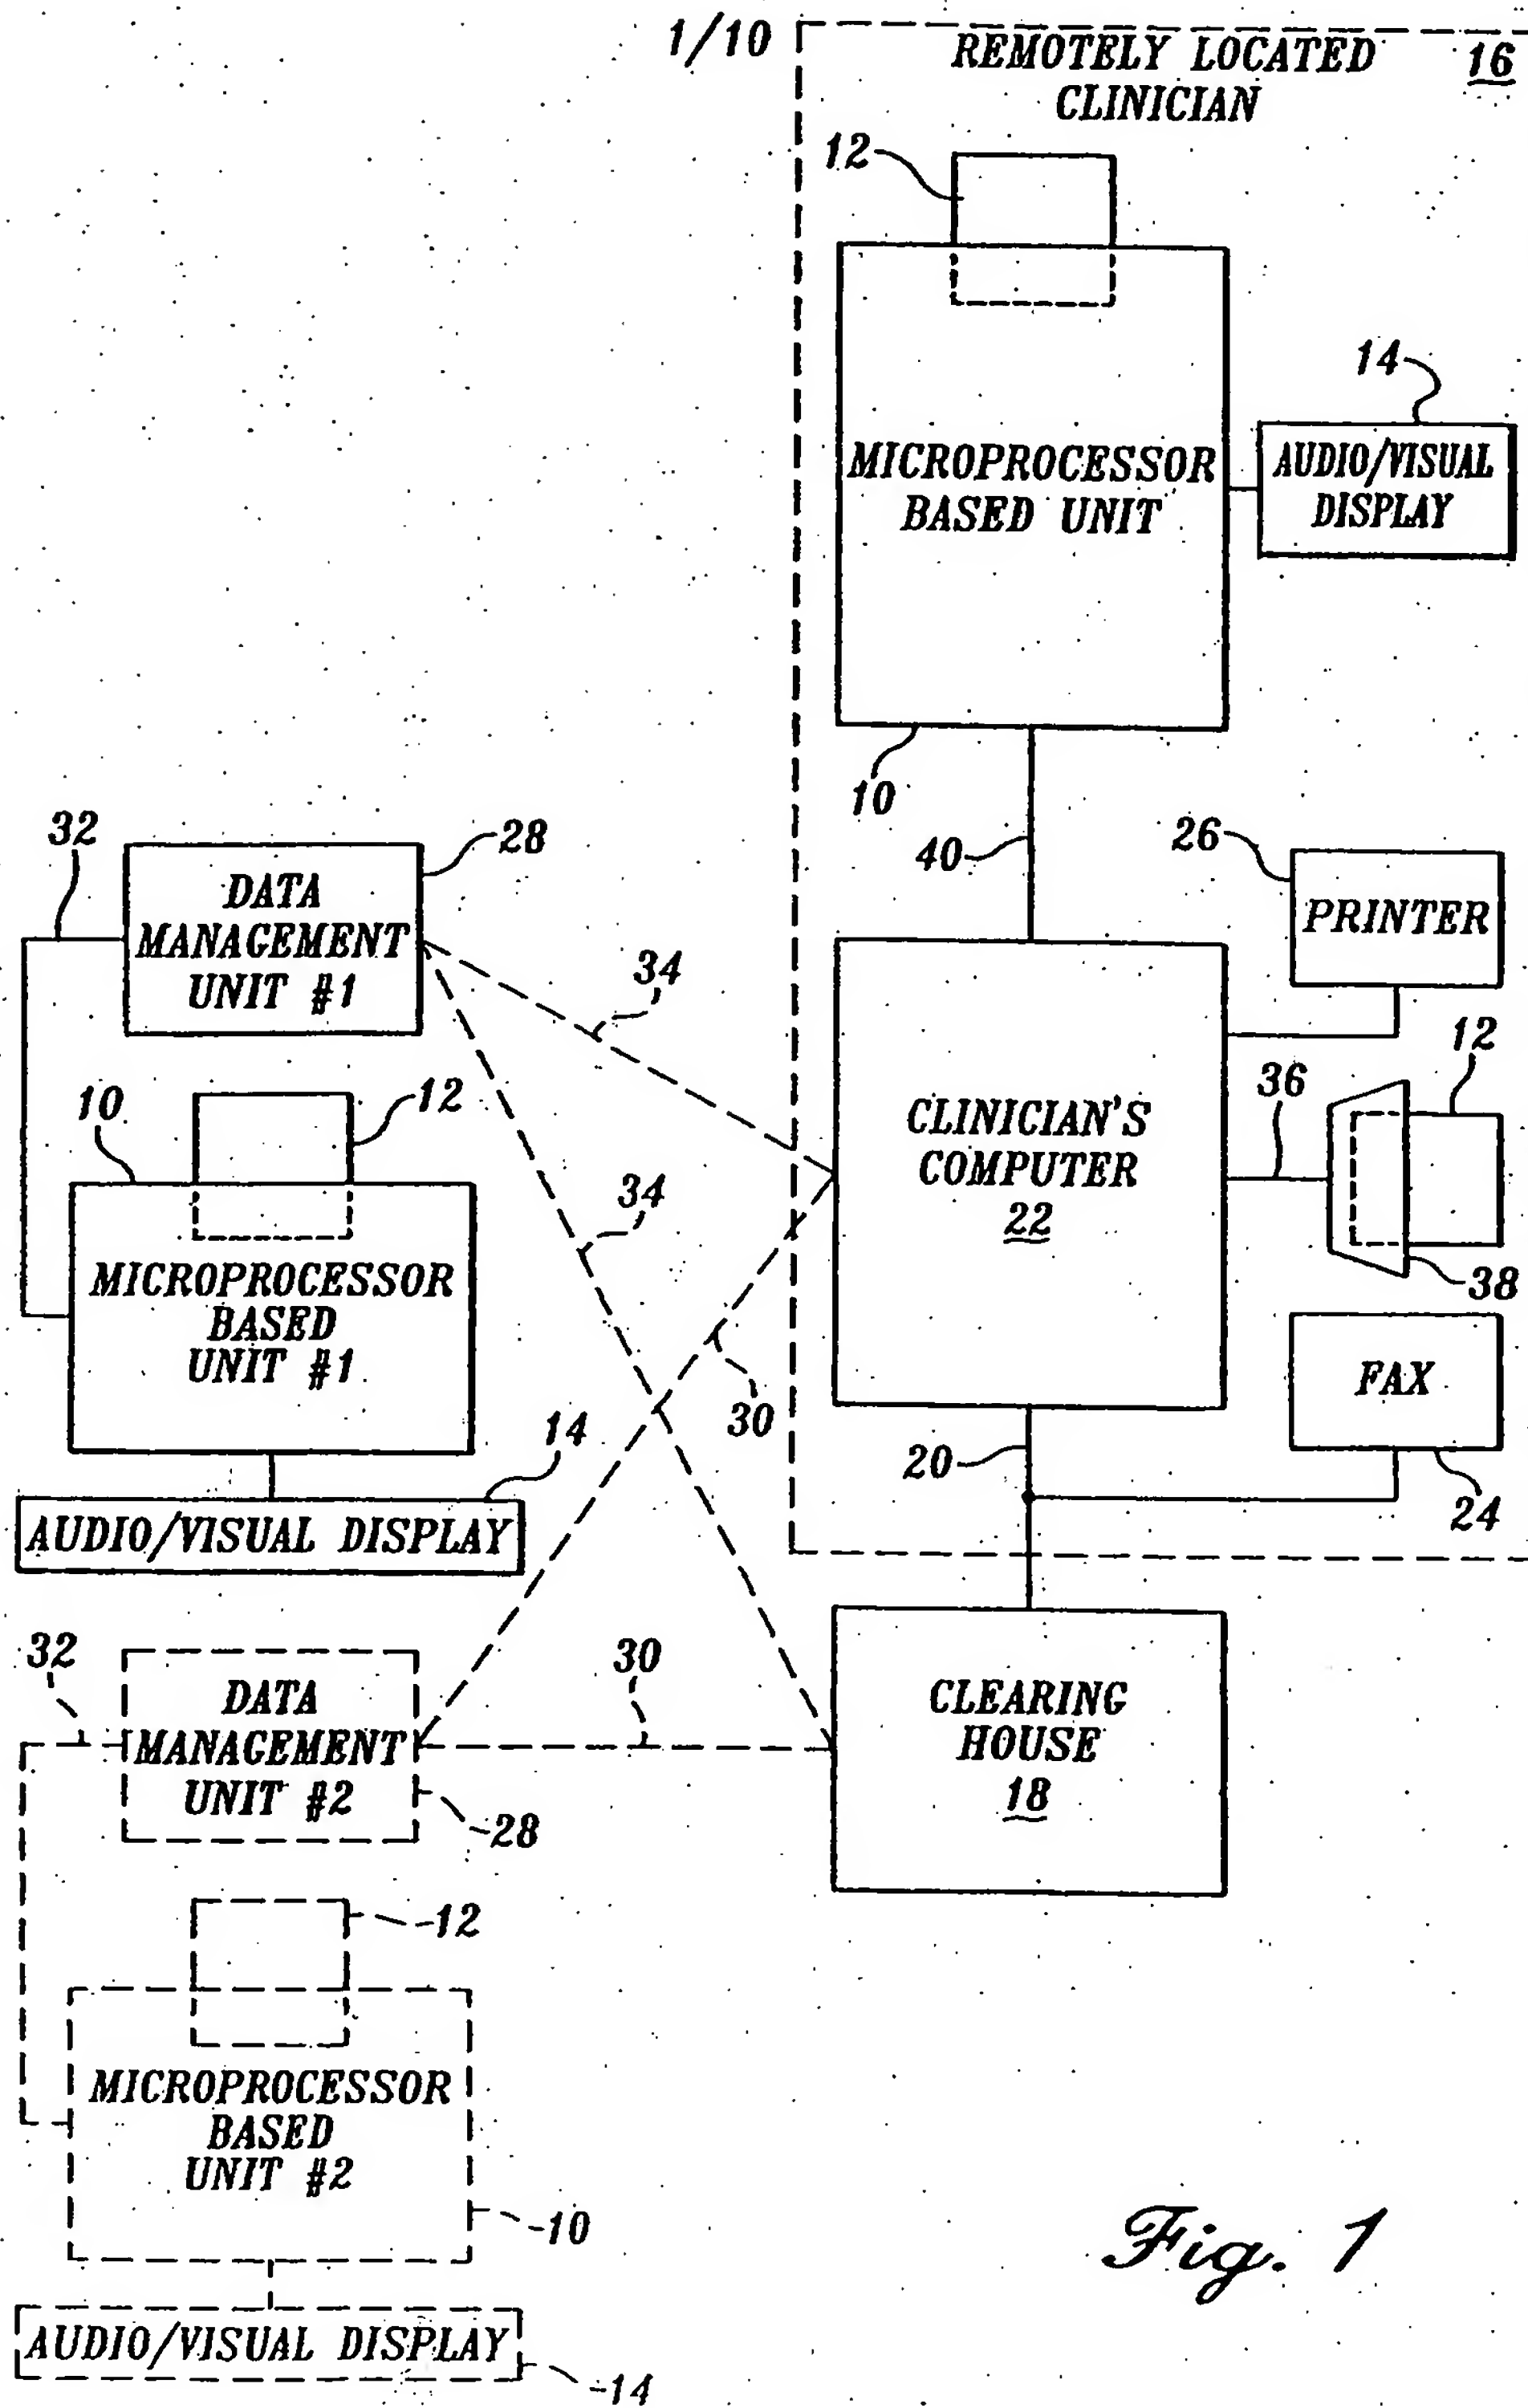 1/10
REMOTELY LOCATED
CLINICIAN
16
12
14
MICROPROCESSOR
BASED UNIT
AUDIO/VISUAL
DISPLAY
10
40
26
PRINTER
12
36
CLINICIAN'S
COMPUTER
22
38
FAX
24
20
32
28
DATA
MANAGEMENT
UNIT #1
34
10
12
34
MICROPROCESSOR
BASED
UNIT #1
30
14
AUDIO/VISUAL DISPLAY
32
DATA
MANAGEMENT
UNIT #2
30
28
CLEARING
HOUSE
18
12
MICROPROCESSOR
BASED
UNIT #2
10
AUDIO/VISUAL DISPLAY
14
Fig. 1